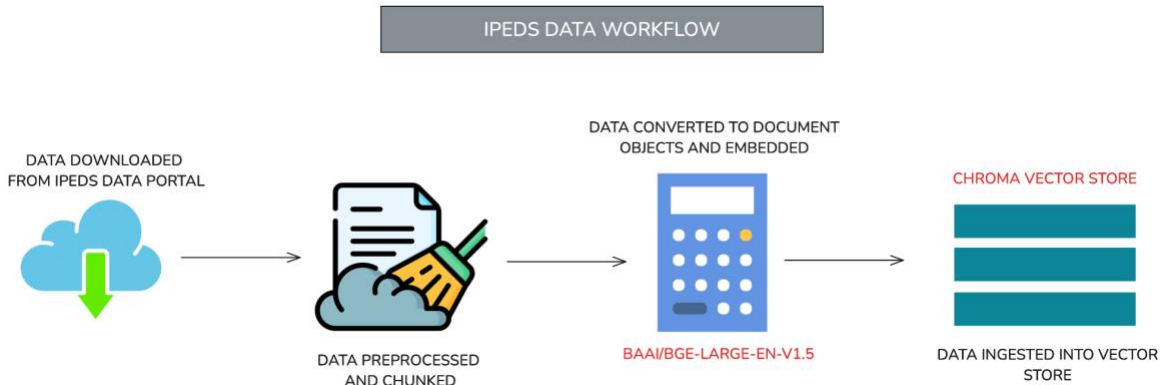 IPEDS DATA WORKFLOW
DATA DOWNLOADED
FROM IPEDS DATA PORTAL
DATA PREPROCESSED
AND CHUNKED
DATA CONVERTED TO DOCUMENT
OBJECTS AND EMBEDDED
BAAI/BGE-LARGE-EN-V1.5
CHROMA VECTOR STORE
DATA INGESTED INTO VECTOR
STORE